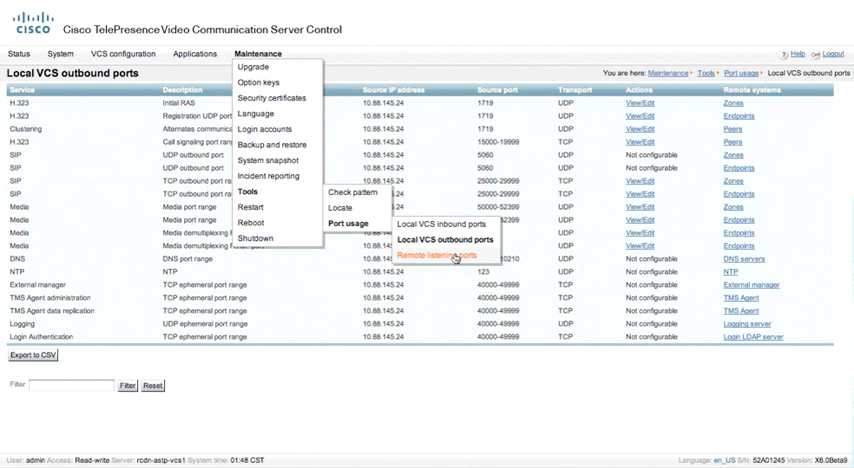 CISCO
Cisco TelePresence Video Communication Server Control
Status System VCS configuration Applications Maintenance Help Logout
Local VCS outbound ports You are here: Maintenance Tools Port usage Local VCS outbound ports
Upgrade
Option keys
Security certificates
Language
Login accounts
Backup and restore
System snapshot
Incident reporting
Tools
Restart
Reboot
Shutdown
Check pattern
Locate
Port usage
Local VCS inbound ports
Local VCS outbound ports
Remote listening ports
Service Description Source IP address Source port Transport Actions Remote systems
H.323 Initial RAS 10.88.145.24 1719 UDP View/Edit Zones
H.323 Registration UDP port 10.88.145.24 1719 UDP View/Edit Endpoints
Clustering Alternates communica 10.88.145.24 1719 UDP View/Edit Peers
H.323 Call signaling port rang 10.88.145.24 15000-19999 TCP View/Edit Peers
SIP UDP outbound port 10.88.145.24 5060 UDP Not configurable Zones
SIP UDP outbound port 10.88.145.24 5060 UDP Not configurable Endpoints
SIP TCP outbound port ra 10.88.145.24 25000-29999 TCP View/Edit Zones
SIP TCP outbound port ran 25000-29999 TCP View/Edit Endpoints
Media Media port range 50000-52399 UDP View/Edit Zones
Media Media port range 52399 UDP View/Edit Endpoints
Media Media demultiplexing View/Edit Endpoints
Media Media demultiplexing View/Edit Endpoints
DNS DNS port range 10210 UDP Not configurable DNS servers
NTP NTP 10.88.145.24 123 UDP Not configurable NTP
External manager TCP ephemeral port range 10.88.145.24 40000-49999 TCP Not configurable External manager
TMS Agent administration TCP ephemeral port range 10.88.145.24 40000-49999 TCP Not configurable TMS Agent
TMS Agent data replication TCP ephemeral port range 10.88.145.24 40000-49999 TCP Not configurable TMS Agent
Logging UDP ephemeral port range 10.88.145.24 40000-49999 UDP Not configurable Logging server
Login Authentication TCP ephemeral port range 10.88.145.24 40000-49999 TCP Not configurable Login LDAP server
Export to CSV
Filter Filter Reset
User: admin Access: Read-write Server: rcdn-astp-vcs1 System time: 01:48 CST Language: en_US S/N: 52A01245 Version: X6.0Beta9